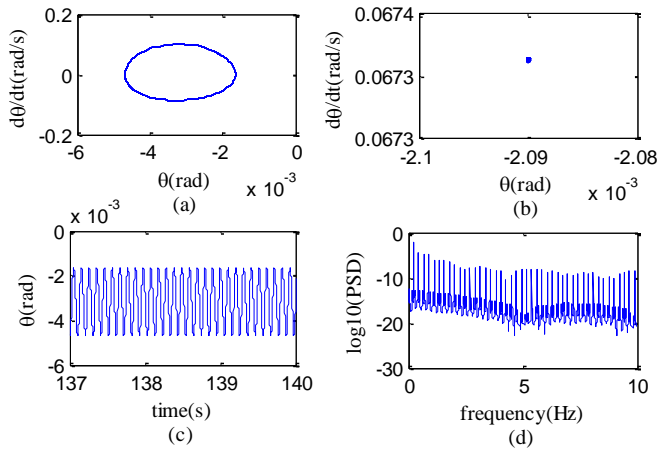 0.2
0
-0.2
dθ/dt(rad/s)
-6 -4 -2 0
θ(rad) x 10^-3
(a)
0.0674
0.0673
0.0673
dθ/dt(rad/s)
-2.1 -2.09 -2.08
θ(rad) x 10^-3
(b)
x 10^-3
0
-2
-4
-6
θ(rad)
137 138 139 140
time(s)
(c)
0
-10
-20
-30
log10(PSD)
0 5 10
frequency(Hz)
(d)